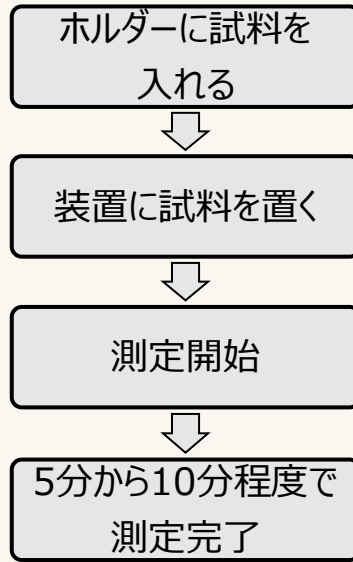 ホルダーに試料を
入れる
装置に試料を置く
測定開始
5分から10分程度で
測定完了